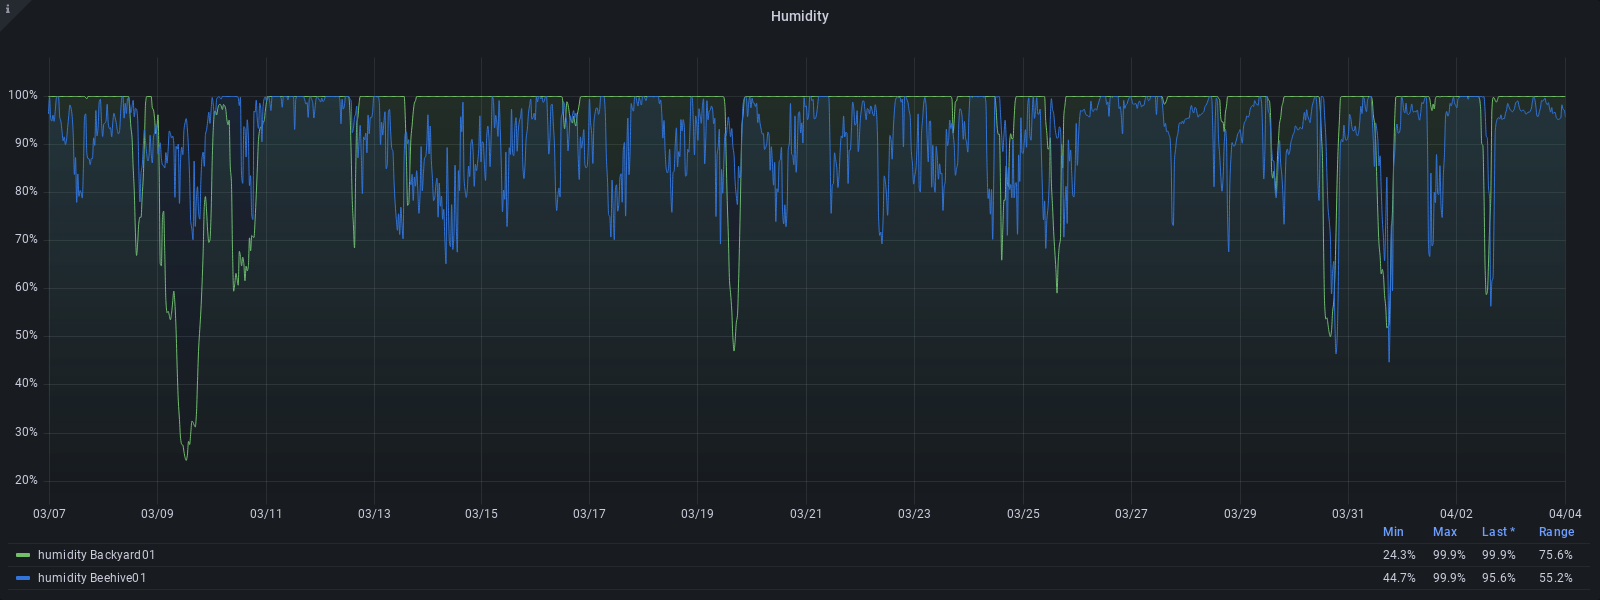 i
Humidity
100%
90%
80%
70%
60%
50%
40%
30%
20%
03/07 03/09 03/11 03/13 03/15 03/17 03/19 03/21 03/23 03/25 03/27 03/29 03/31 04/02 04/04
Min Max Last * Range
humidity Backyard01 24.3% 99.9% 99.9% 75.6%
humidity Beehive01 44.7% 99.9% 95.6% 55.2%